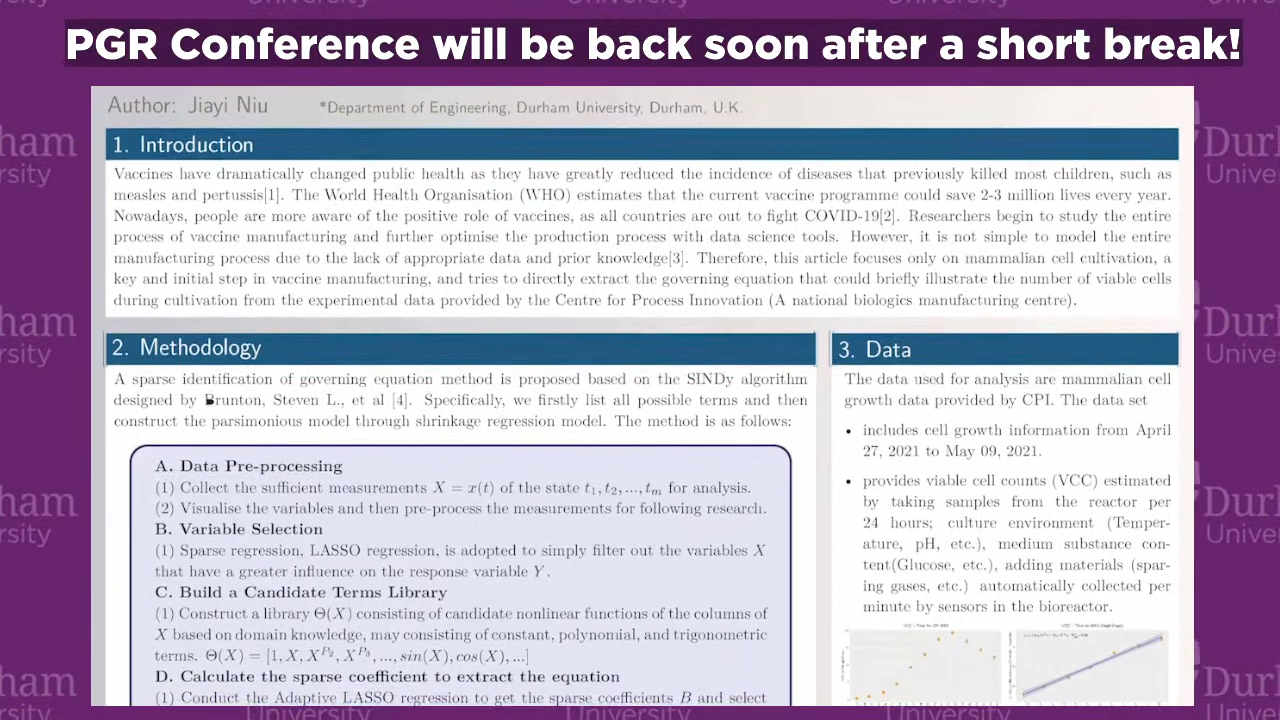 PGR Conference will be back soon after a short break!
Author: Jiayi Niu *Department of Engineering, Durham University, Durham, U.K.
1. Introduction
Vaccines have dramatically changed public health as they have greatly reduced the incidence of diseases that previously killed most children, such as
measles and pertussis[1]. The World Health Organisation (WHO) estimates that the current vaccine programme could save 2-3 million lives every year.
Nowadays, people are more aware of the positive role of vaccines, as all countries are out to fight COVID-19[2]. Researchers begin to study the entire
process of vaccine manufacturing and further optimise the production process with data science tools. However, it is not simple to model the entire
manufacturing process due to the lack of appropriate data and prior knowledge[3]. Therefore, this article focuses only on mammalian cell cultivation, a
key and initial step in vaccine manufacturing, and tries to directly extract the governing equation that could briefly illustrate the number of viable cells
during cultivation from the experimental data provided by the Centre for Process Innovation (A national biologics manufacturing centre).
2. Methodology
A sparse identification of governing equation method is proposed based on the SINDy algorithm
designed by Brunton, Steven L., et al [4]. Specifically, we firstly list all possible terms and then
construct the parsimonious model through shrinkage regression model. The method is as follows:
A. Data Pre-processing
(1) Collect the sufficient measurements X = x(t) of the state t₁, t₂, ..., tₘ for analysis.
(2) Visualise the variables and then pre-process the measurements for following research.
B. Variable Selection
(1) Sparse regression, LASSO regression, is adopted to simply filter out the variables X
that have a greater influence on the response variable Y.
C. Build a Candidate Terms Library
(1) Construct a library Θ(X) consisting of candidate nonlinear functions of the columns of
X based on domain knowledge, may consisting of constant, polynomial, and trigonometric
terms. Θ(X) = [1, X, X^P₂, X^P₃, ..., sin(X), cos(X), ...]
D. Calculate the sparse coefficient to extract the equation
(1) Conduct the Adaptive LASSO regression to get the sparse coefficients B and select
3. Data
The data used for analysis are mammalian cell
growth data provided by CPI. The data set
• includes cell growth information from April
27, 2021 to May 09, 2021.
• provides viable cell counts (VCC) estimated
by taking samples from the reactor per
24 hours; culture environment (Temper-
ature, pH, etc.), medium substance con-
tent(Glucose, etc.), adding materials (spar-
ing gases, etc.) automatically collected per
minute by sensors in the bioreactor.